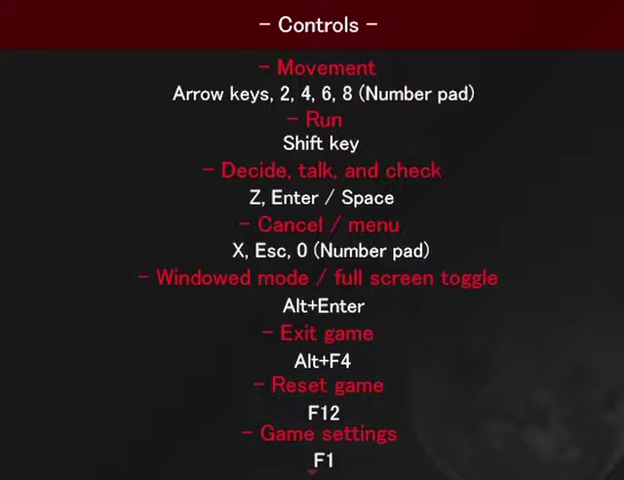 - Controls -
- Movement
Arrow keys, 2, 4, 6, 8 (Number pad)
- Run
Shift key
- Decide, talk, and check
Z, Enter / Space
- Cancel / menu
X, Esc, 0 (Number pad)
- Windowed mode / full screen toggle
Alt+Enter
- Exit game
Alt+F4
- Reset game
F12
- Game settings
F1